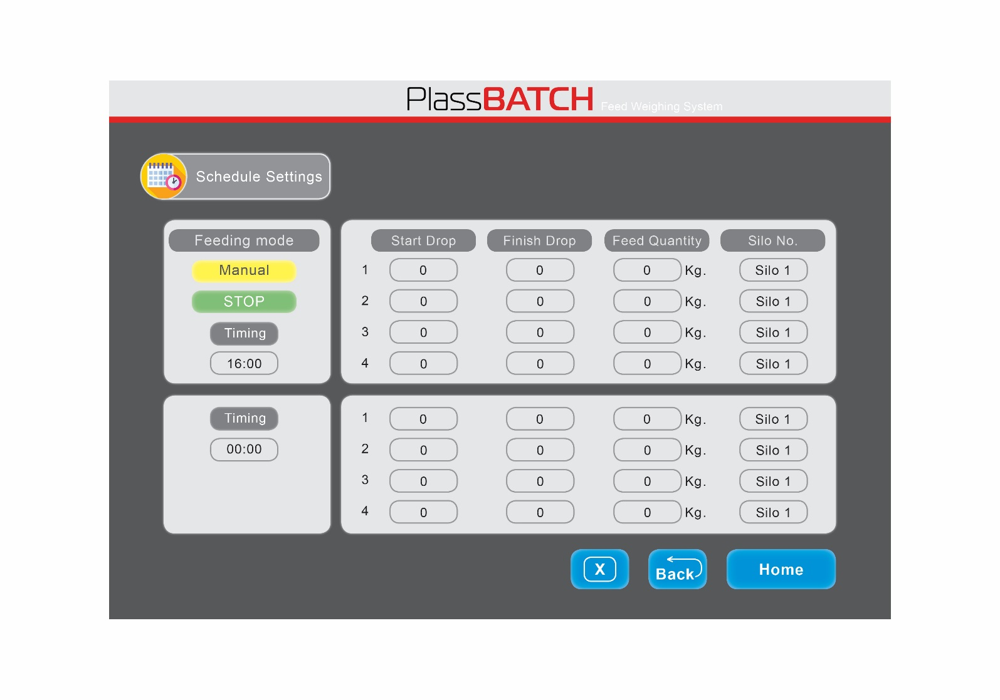 PlassBATCH Feed Weighing System
Schedule Settings
Feeding mode
Manual
STOP
Timing
16:00
Start Drop Finish Drop Feed Quantity Silo No.
1 0 0 0 Kg. Silo 1
2 0 0 0 Kg. Silo 1
3 0 0 0 Kg. Silo 1
4 0 0 0 Kg. Silo 1
Timing
00:00
1 0 0 0 Kg. Silo 1
2 0 0 0 Kg. Silo 1
3 0 0 0 Kg. Silo 1
4 0 0 0 Kg. Silo 1
X Back Home